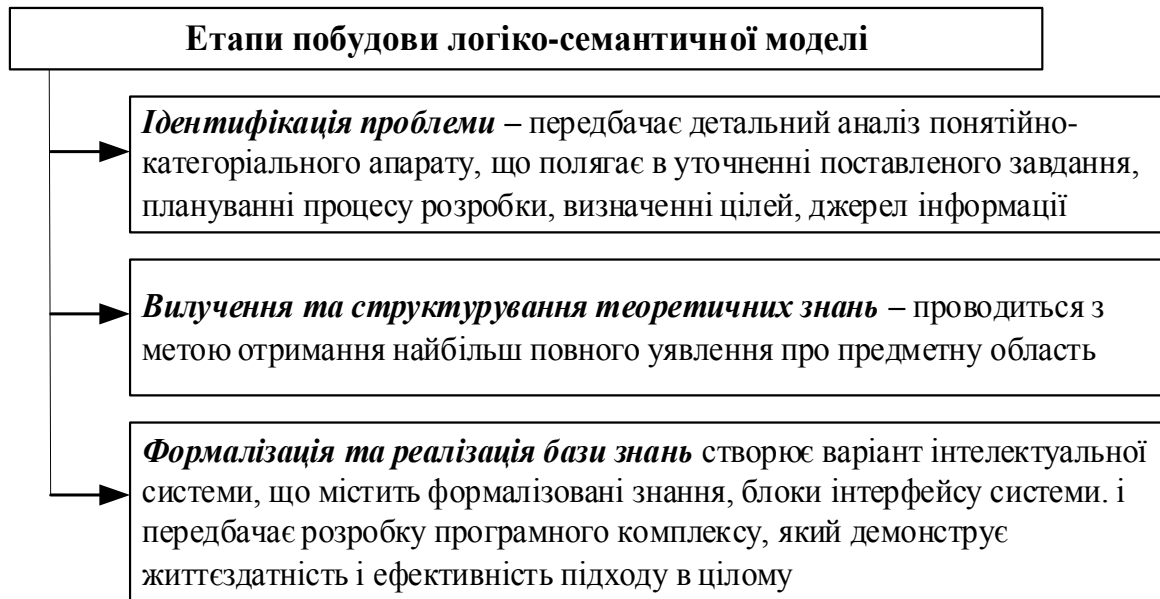 Етапи побудови логіко-семантичної моделі
Ідентифікація проблеми – передбачає детальний аналіз понятійно-
категоріального апарату, що полягає в уточненні поставленого завдання,
плануванні процесу розробки, визначенні цілей, джерел інформації
Вилучення та структурування теоретичних знань – проводиться з
метою отримання найбільш повного уявлення про предметну область
Формалізація та реалізація бази знань створює варіант інтелектуальної
системи, що містить формалізовані знання, блоки інтерфейсу системи. і
передбачає розробку програмного комплексу, який демонструє
життєздатність і ефективність підходу в цілому